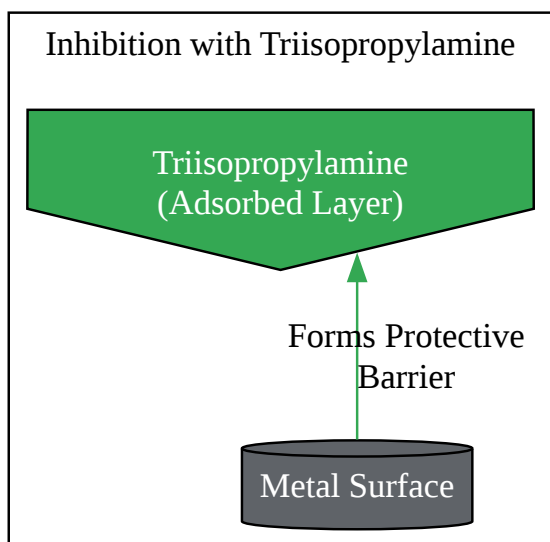 Inhibition with Triisopropylamine
Triisopropylamine
(Adsorbed Layer)
Forms Protective
Barrier
Metal Surface